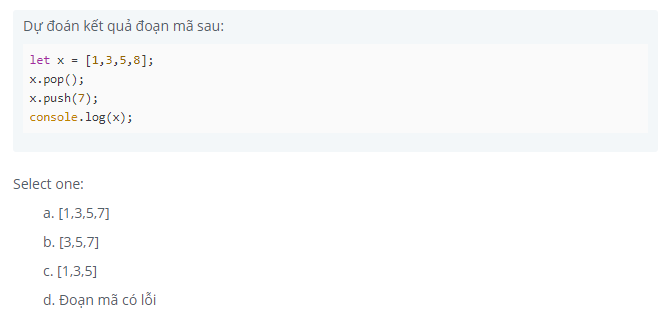 Dự đoán kết quả đoạn mã sau:
let x = [1,3,5,8];
x.pop();
x.push(7);
console.log(x);
Select one:
a. [1,3,5,7]
b. [3,5,7]
c. [1,3,5]
d. Đoạn mã có lỗi